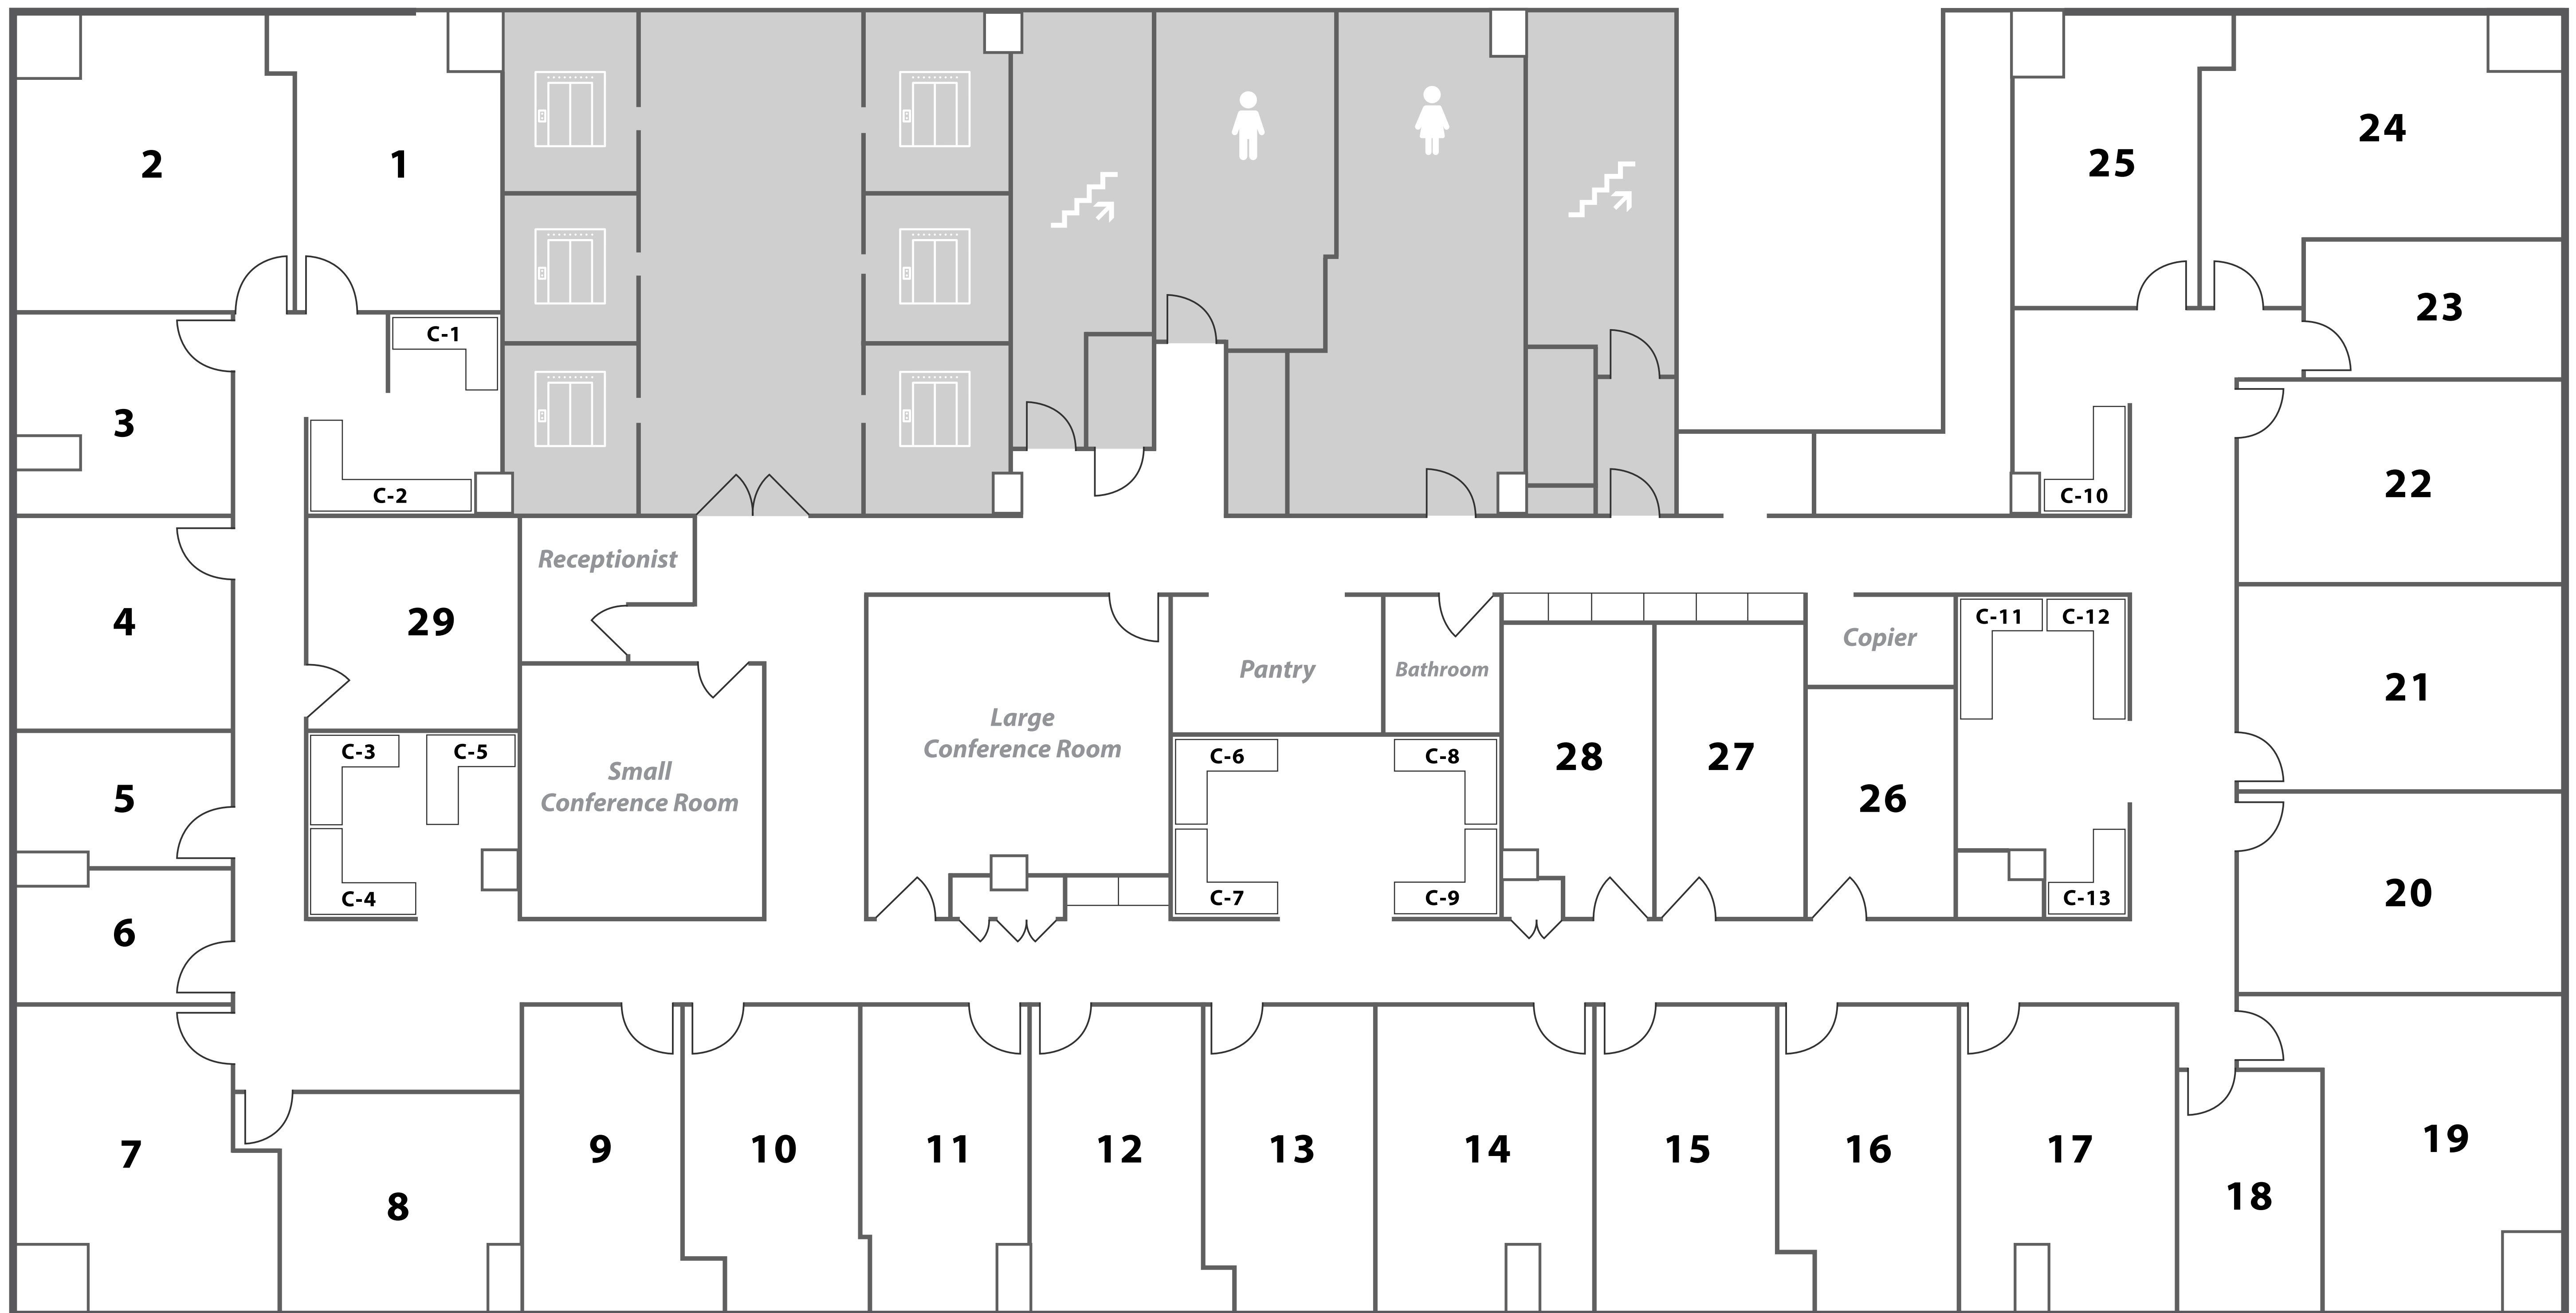 2
1
25
24
23
C-1
3
C-2
22
C-10
Receptionist
4
29
C-11
C-12
Copier
Pantry
Bathroom
21
Large
Conference Room
C-3
C-5
C-6
C-8
28
27
5
Small
Conference Room
26
20
6
C-4
C-7
C-9
C-13
7
8
9
10
11
12
13
14
15
16
17
18
19